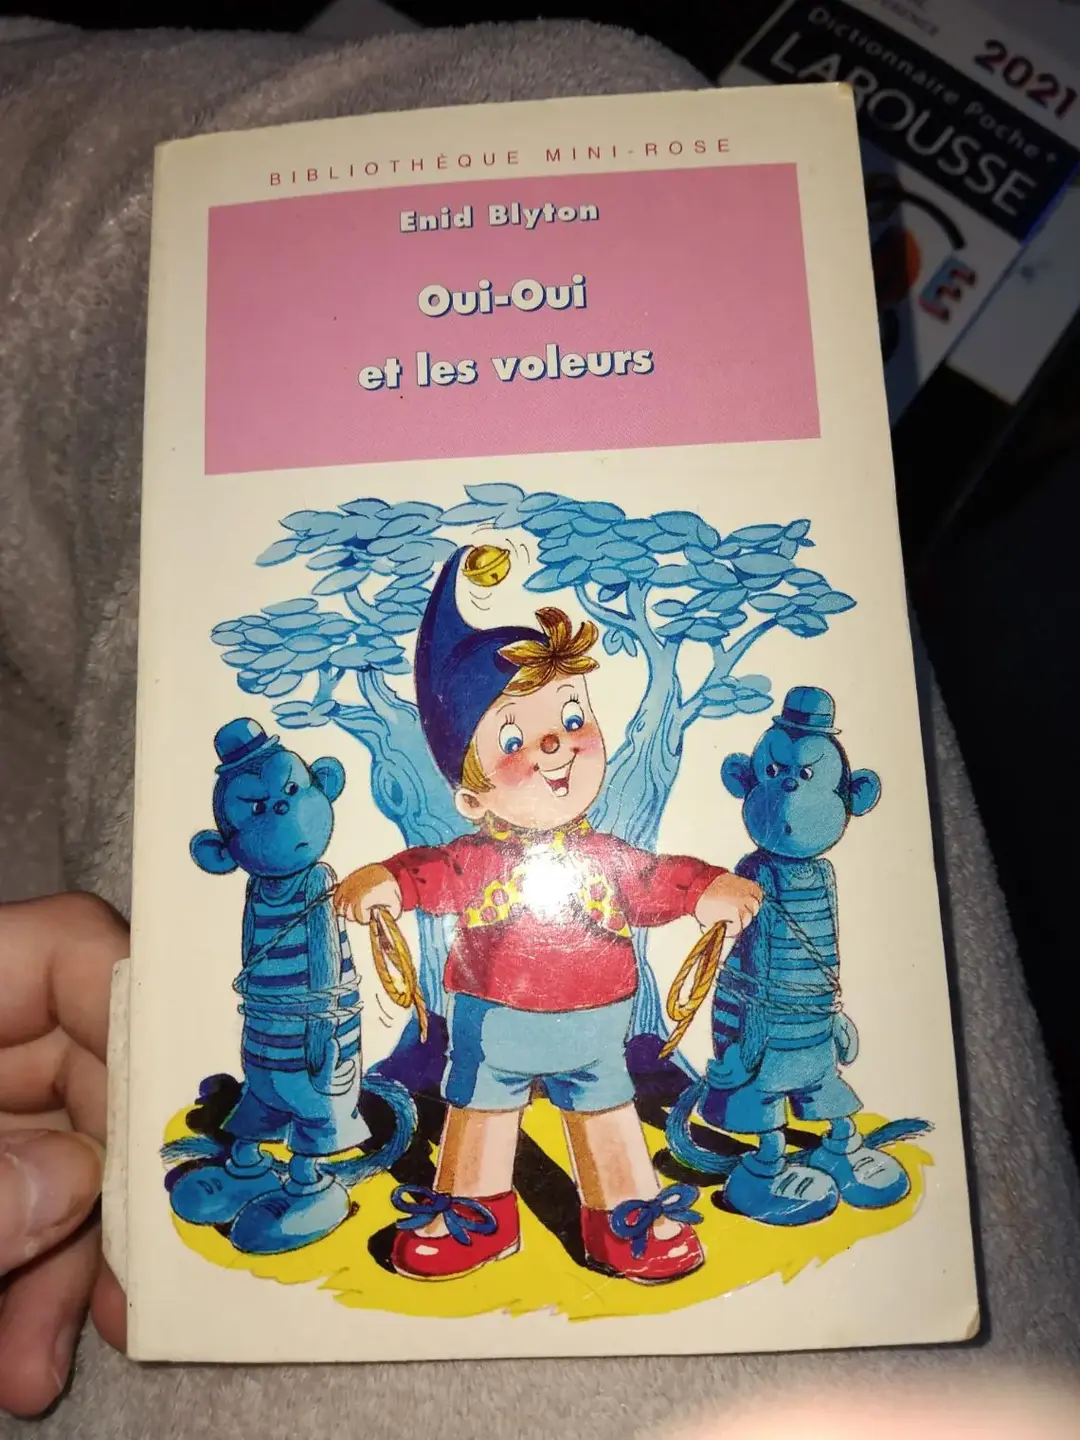 BIBLIOTHÈQUE MINI-ROSE
Enid Blyton
Oui-Oui
et les voleurs
2021
Dictionnaire Poche+
LAROUSSE